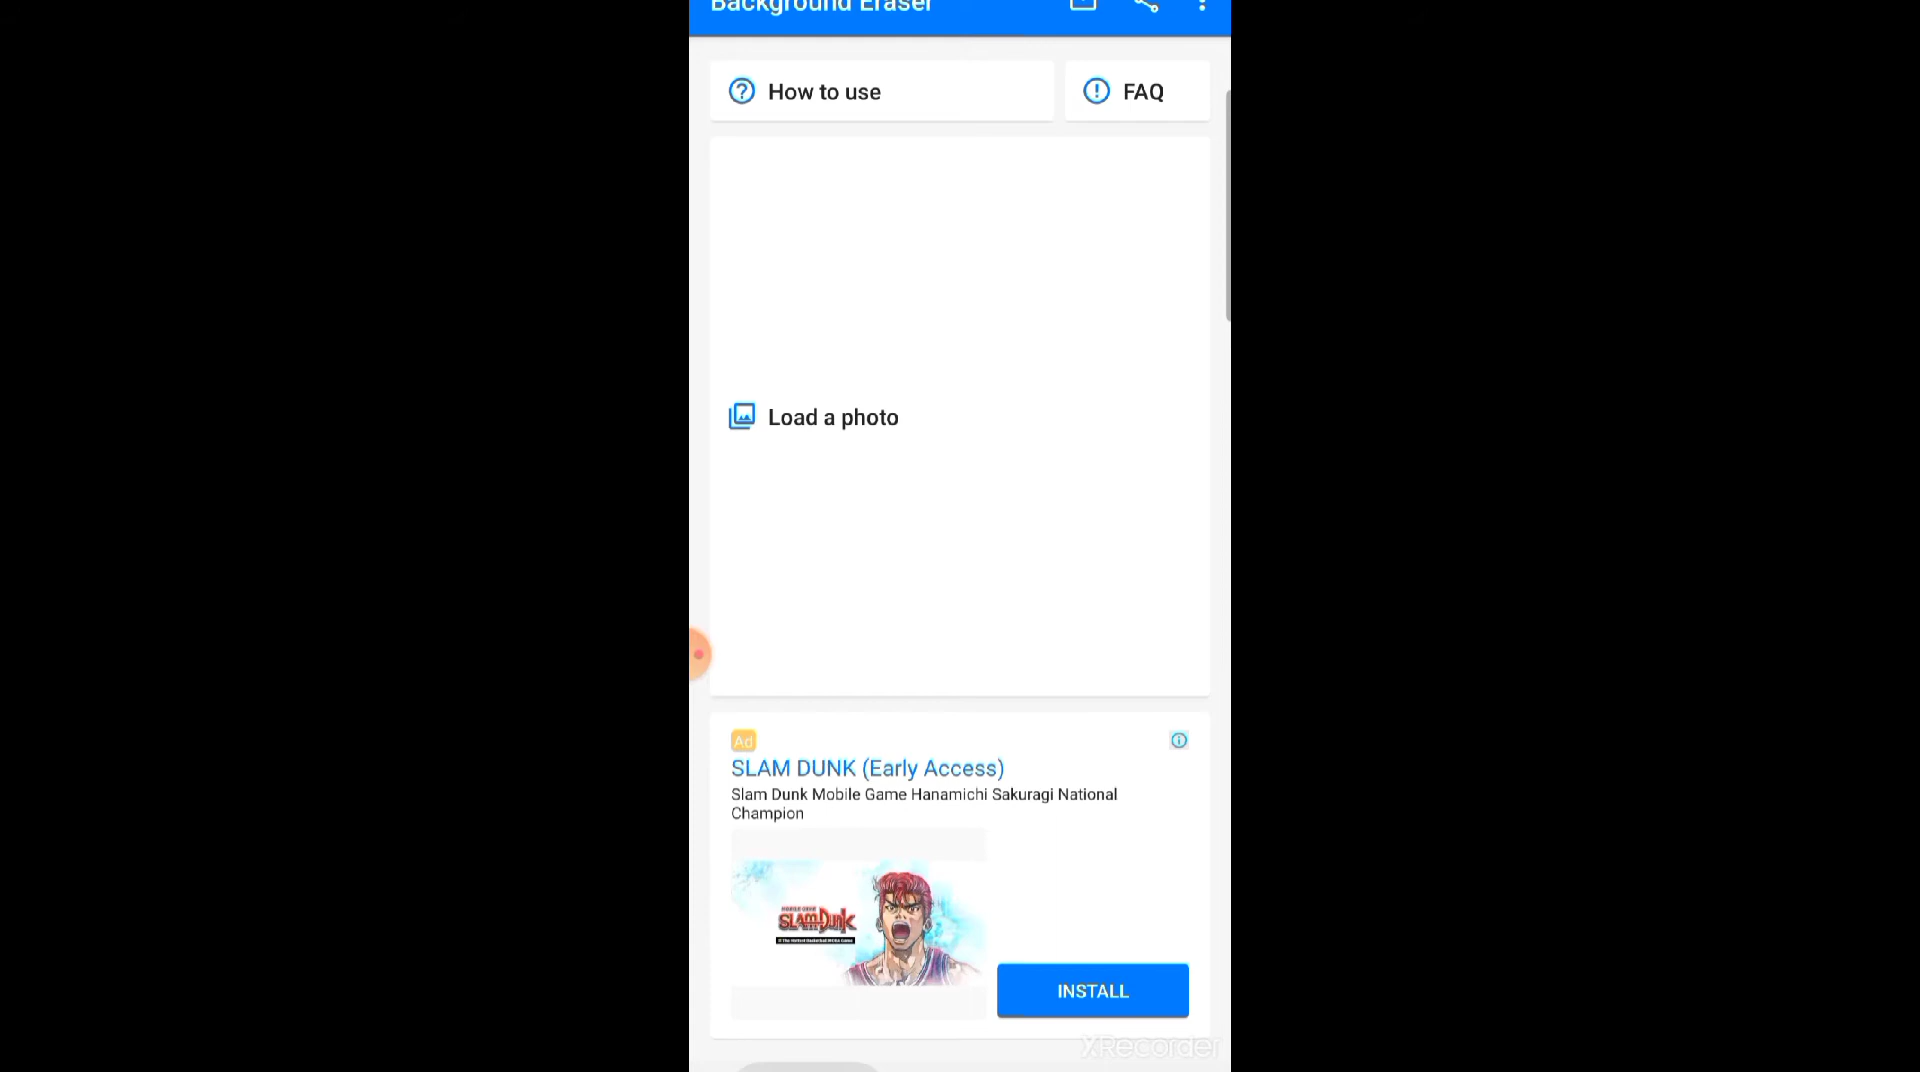 Background Eraser
How to use
FAQ
Load a photo
Ad
SLAM DUNK (Early Access)
Slam Dunk Mobile Game Hanamichi Sakuragi National
Champion
SLAM DUNK
INSTALL
XRecorder